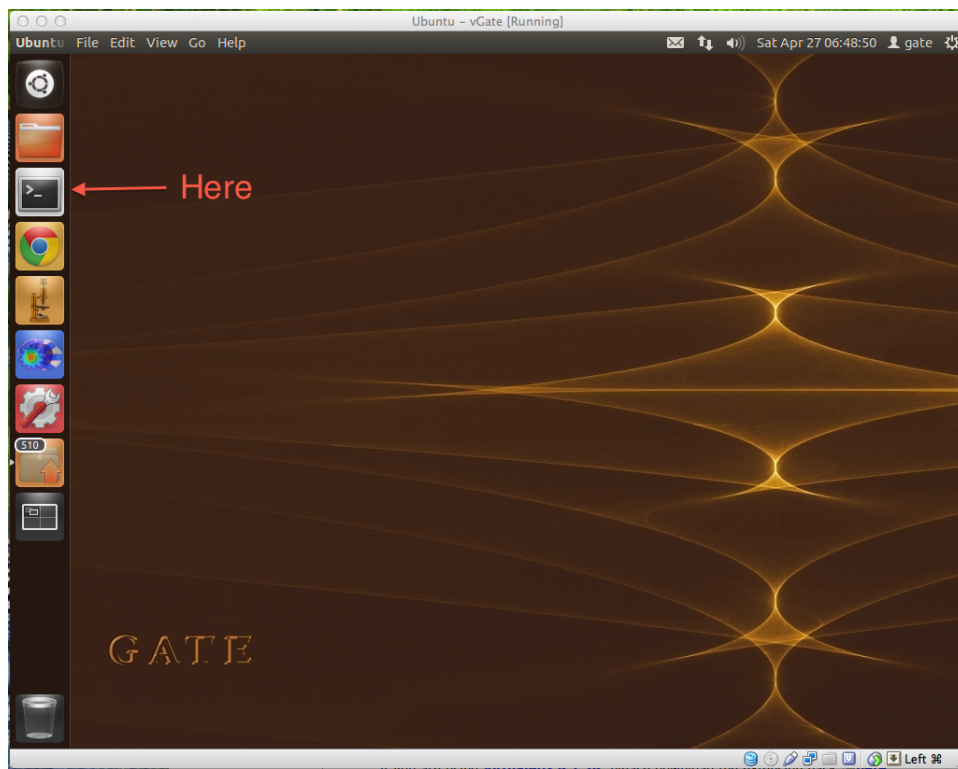 Ubuntu – vGate [Running]
Ubuntu File Edit View Go Help Sat Apr 27 06:48:50 gate
>_
Here
510
GATE
Left ⌘